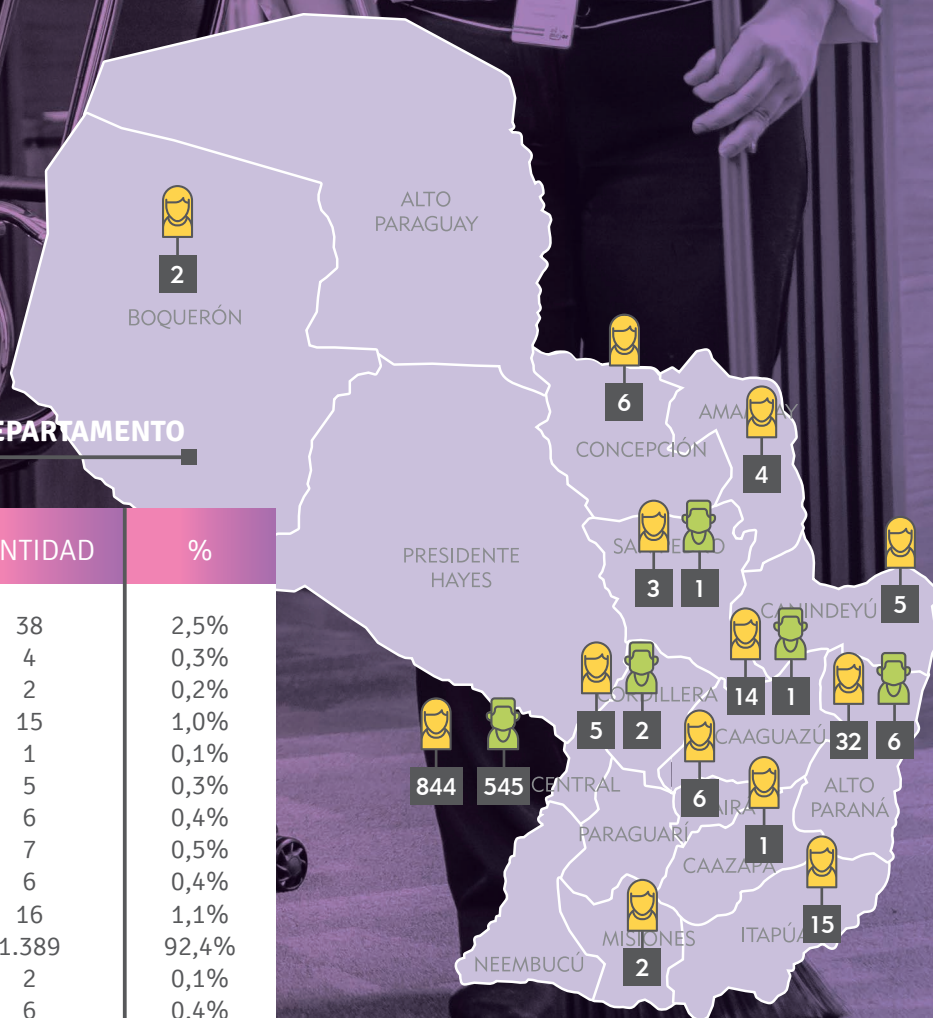 ALTO
PARAGUAY
2
BOQUERÓN
6
CONCEPCIÓN
4
EPARTAMENTO
NTIDAD
%
38
2,5%
4
0,3%
2
0,2%
15
1,0%
1
0,1%
5
0,3%
6
0,4%
7
0,5%
6
0,4%
16
1,1%
1.389
92,4%
2
0,1%
6
0,4%
PRESIDENTE
HAYES
3
1
CANINDEYÚ
5
ORDILLERA
5
2
14
1
CAAGUAZÚ
32
6
844
545
CENTRAL
6
AIRA
ALTO
PARANÁ
PARAGUARÍ
1
CAAZAPÁ
15
ITAPÚA
MISIONES
2
NEEMBUCÚ